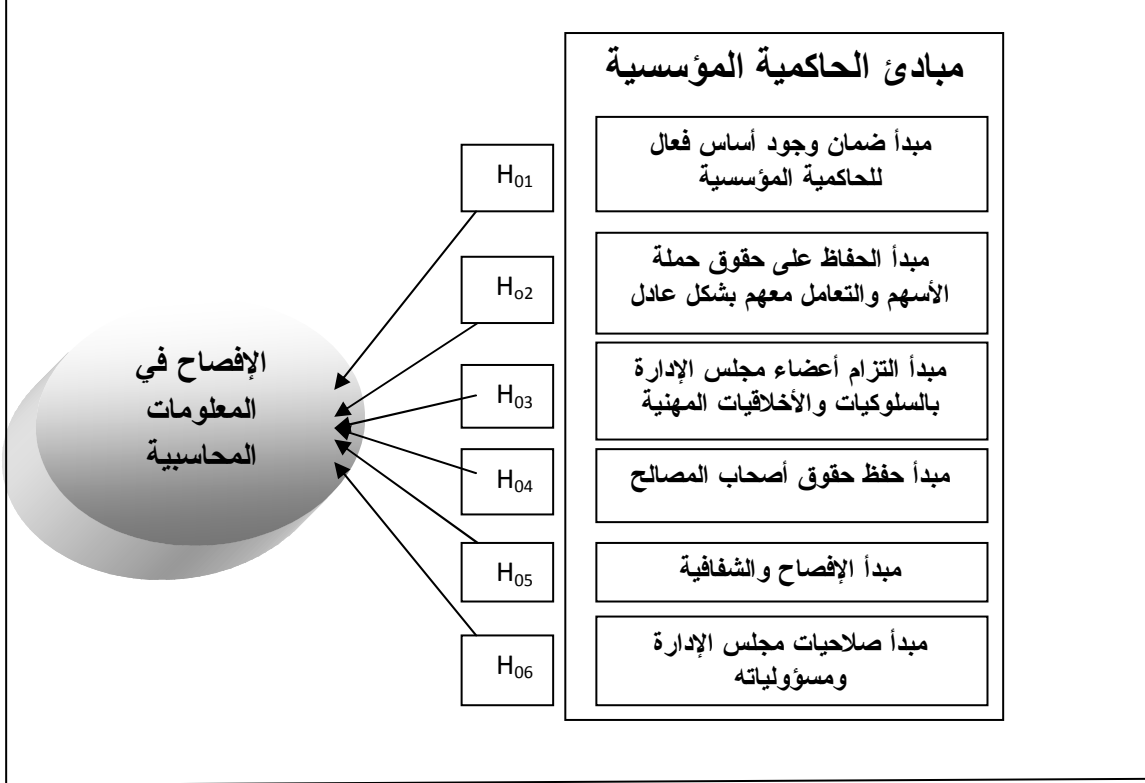 مبادئ الحاكمية المؤسسية
مبدأ ضمان وجود أساس فعال
للحاكمية المؤسسية
H01
مبدأ الحفاظ على حقوق حملة
الأسهم والتعامل معهم بشكل عادل
Ho2
مبدأ التزام أعضاء مجلس الإدارة
بالسلوكيات والأخلاقيات المهنية
H03
مبدأ حفظ حقوق أصحاب المصالح
H04
مبدأ الإفصاح والشفافية
H05
مبدأ صلاحيات مجلس الإدارة
ومسؤولياته
H06
الإفصاح في
المعلومات
المحاسبية